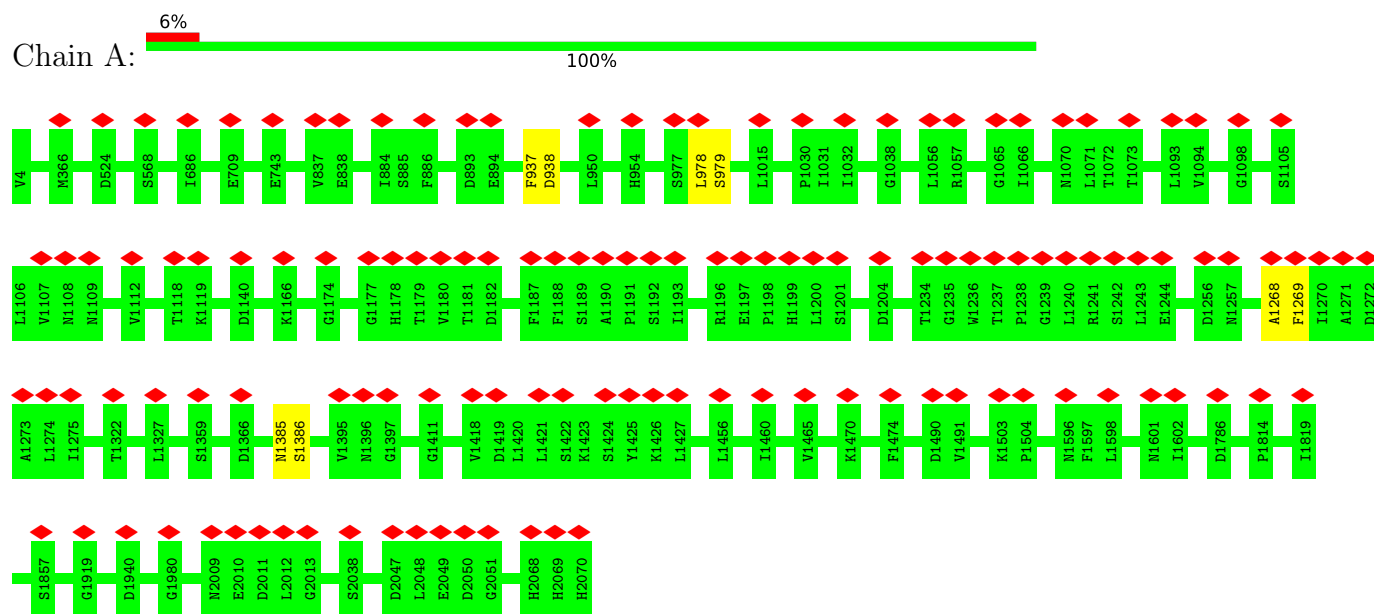 6%
Chain A:
100%
V4 M366 D524 S568 I686 E709 E743 V837 E838 I884 S885 F886 D893 E894 F937 D938 L950 H954 S977 L978 S979 L1015 P1030 I1031 I1032 G1038 L1056 R1057 G1065 I1066 N1070 L1071 T1072 T1073 L1093 V1094 G1098 S1105
L1106 V1107 N1108 N1109 V1112 T1118 K1119 D1140 K1166 G1174 G1177 H1178 T1179 V1180 T1181 D1182 F1187 F1188 S1189 A1190 P1191 S1192 I1193 R1196 E1197 P1198 H1199 L1200 S1201 D1204 T1234 G1235 W1236 T1237 P1238 G1239 L1240 R1241 S1242 L1243 E1244 D1256 N1257 A1268 F1269 I1270 A1271 D1272
A1273 L1274 I1275 T1322 L1327 S1359 D1366 N1385 S1386 V1395 N1396 G1397 G1411 V1418 D1419 L1420 L1421 S1422 K1423 S1424 Y1425 K1426 L1427 L1456 I1460 V1465 K1470 F1474 D1490 V1491 K1503 P1504 N1596 F1597 L1598 N1601 I1602 D1786 P1814 I1819
S1857 G1919 D1940 G1980 N2009 E2010 D2011 L2012 G2013 S2038 D2047 L2048 E2049 D2050 G2051 H2068 H2069 H2070